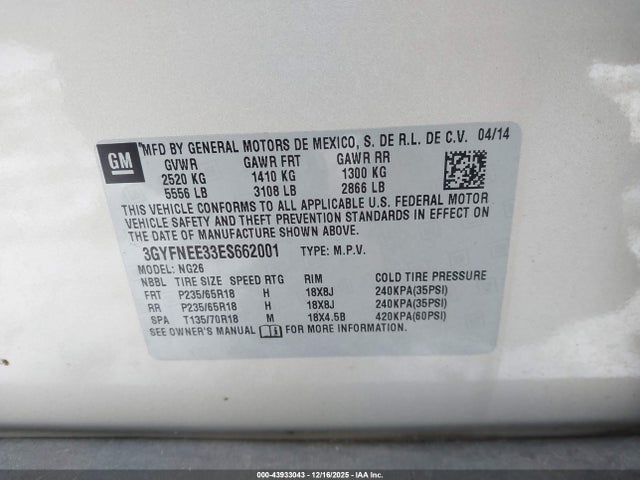 GM
MFD BY GENERAL MOTORS DE MEXICO, S. DE R.L. DE C.V. 04/14
GVWR GAWR FRT GAWR RR
2520 KG 1410 KG 1300 KG
5556 LB 3108 LB 2866 LB
THIS VEHICLE CONFORMS TO ALL APPLICABLE U.S. FEDERAL MOTOR
VEHICLE SAFETY AND THEFT PREVENTION STANDARDS IN EFFECT ON
THE DATE OF MANUFACTURE SHOWN ABOVE.
3GYFNEE33ES662001 TYPE: M.P.V.
MODEL: NG26
NBBL TIRE SIZE SPEED RTG RIM COLD TIRE PRESSURE
FRT P235/65R18 H 18X8J 240KPA(35PSI)
RR P235/65R18 H 18X8J 240KPA(35PSI)
SPA T135/70R18 M 18X4.5B 420KPA(60PSI)
SEE OWNER'S MANUAL FOR MORE INFORMATION.
000-43933043 - 12/16/2025 - IAA Inc.